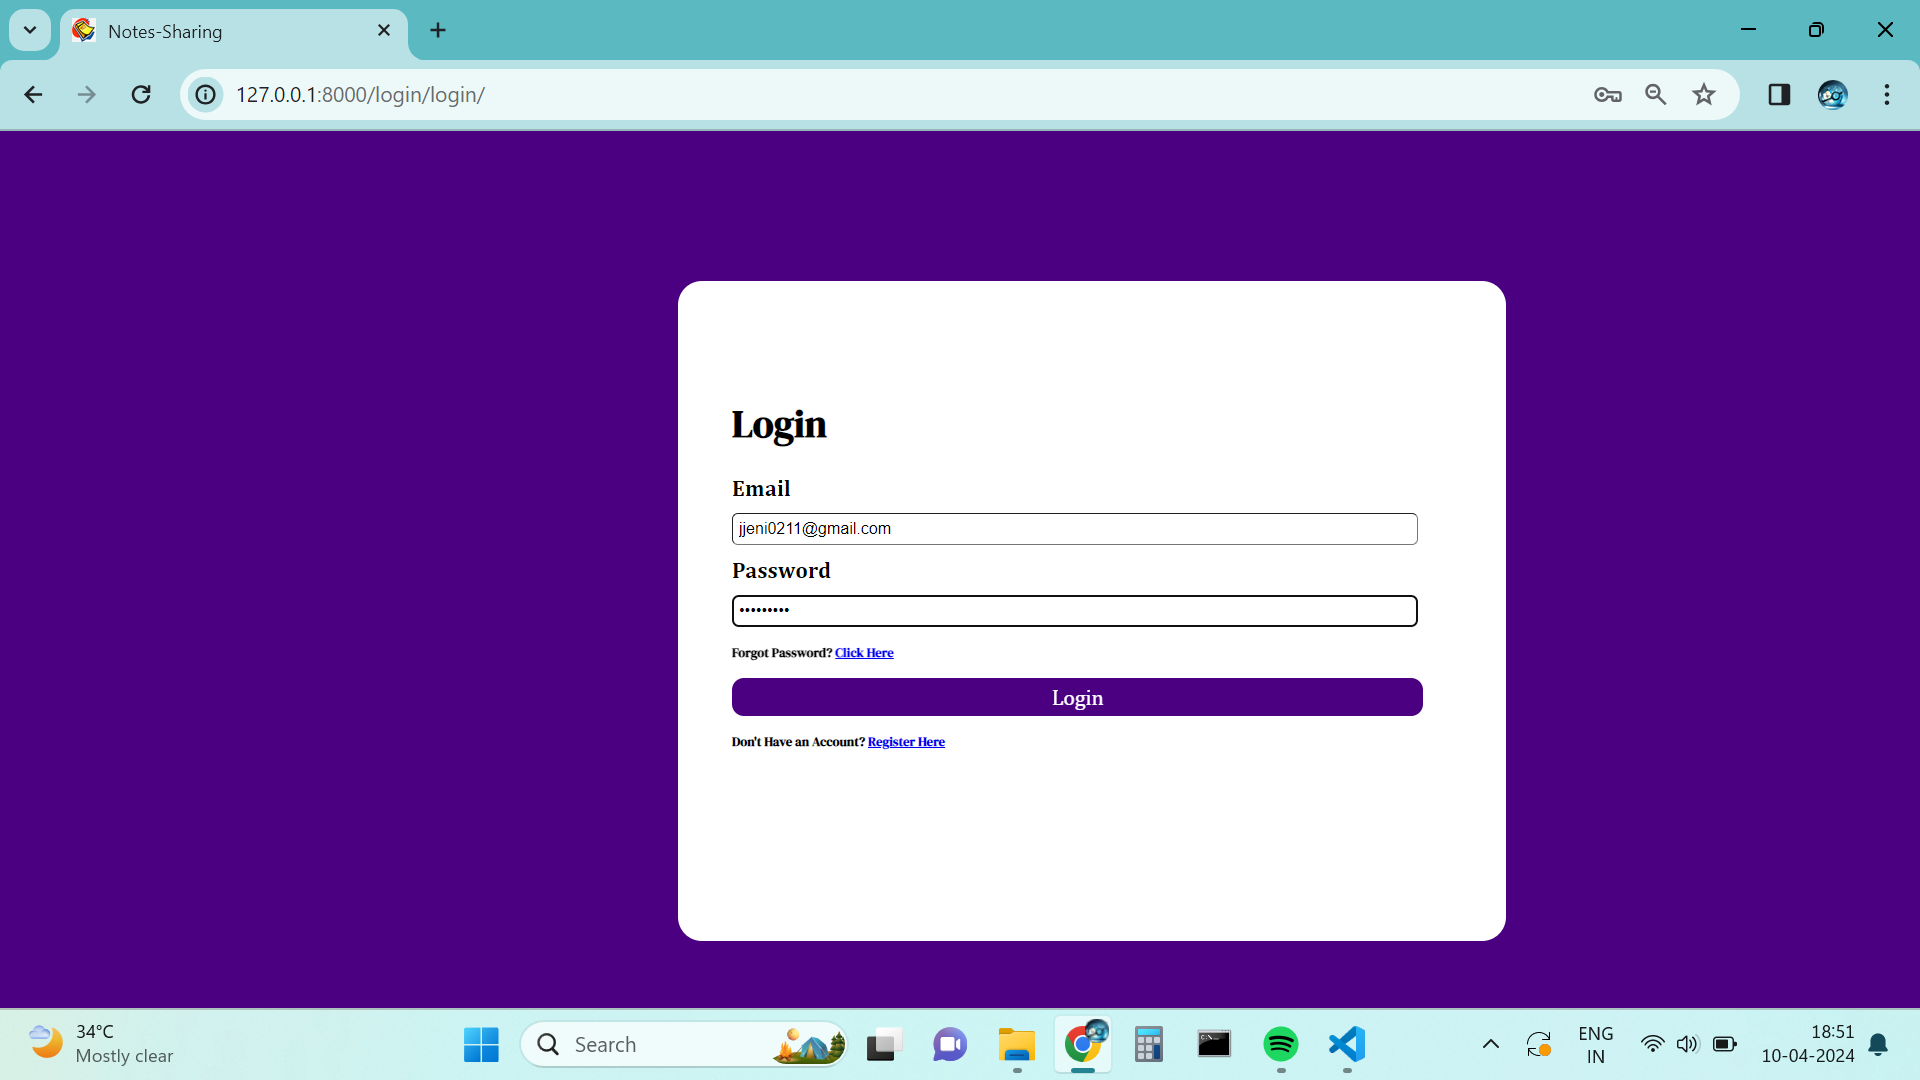 Notes-Sharing
127.0.0.1:8000/login/login/
Login
Email
jjeni0211@gmail.com
Password
•••••••••
Forgot Password? Click Here
Login
Don't Have an Account? Register Here
34°C
Mostly clear
Search
ENG
IN
18:51
10-04-2024